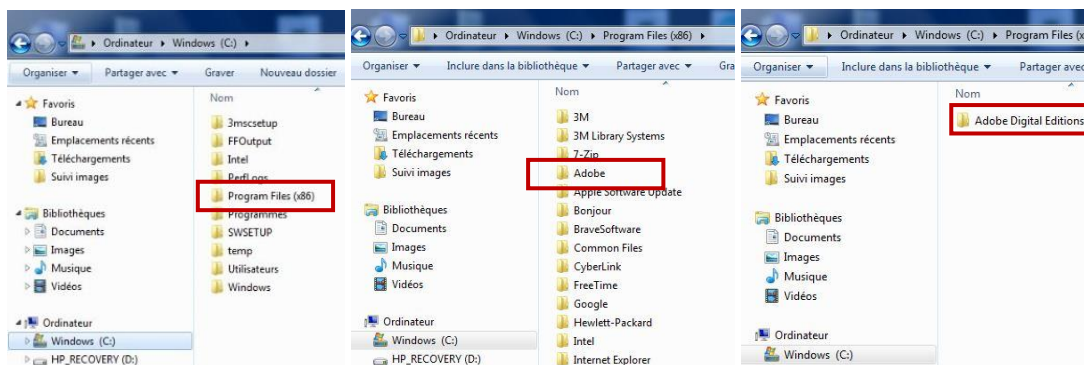 Ordinateur ▸ Windows (C:) ▸
Organiser ▾ Partager avec ▾ Graver Nouveau dossier
Favoris
Bureau
Emplacements récents
Téléchargements
Suivi images
Bibliothèques
Documents
Images
Musique
Vidéos
Ordinateur
Windows (C:)
HP_RECOVERY (D:)
Nom
3mscsetup
FFOutput
Intel
PerfLogs
Program Files (x86)
Programmes
SWSETUP
temp
Utilisateurs
Windows
Ordinateur ▸ Windows (C:) ▸ Program Files (x86) ▸
Organiser ▾ Inclure dans la bibliothèque ▾ Partager avec ▾ Gra
Favoris
Bureau
Emplacements récents
Téléchargements
Suivi images
Bibliothèques
Documents
Images
Musique
Vidéos
Ordinateur
Windows (C:)
HP_RECOVERY (D:)
Nom
3M
3M Library Systems
7-Zip
Adobe
Apple Software Update
Bonjour
BraveSoftware
Common Files
CyberLink
FreeTime
Google
Hewlett-Packard
Intel
Internet Explorer
Ordinateur ▸ Windows (C:) ▸ Program Files (x
Organiser ▾ Inclure dans la bibliothèque ▾ Partager avec
Favoris
Bureau
Emplacements récents
Téléchargements
Suivi images
Bibliothèques
Documents
Images
Musique
Vidéos
Ordinateur
Windows (C:)
Nom
Adobe Digital Editions